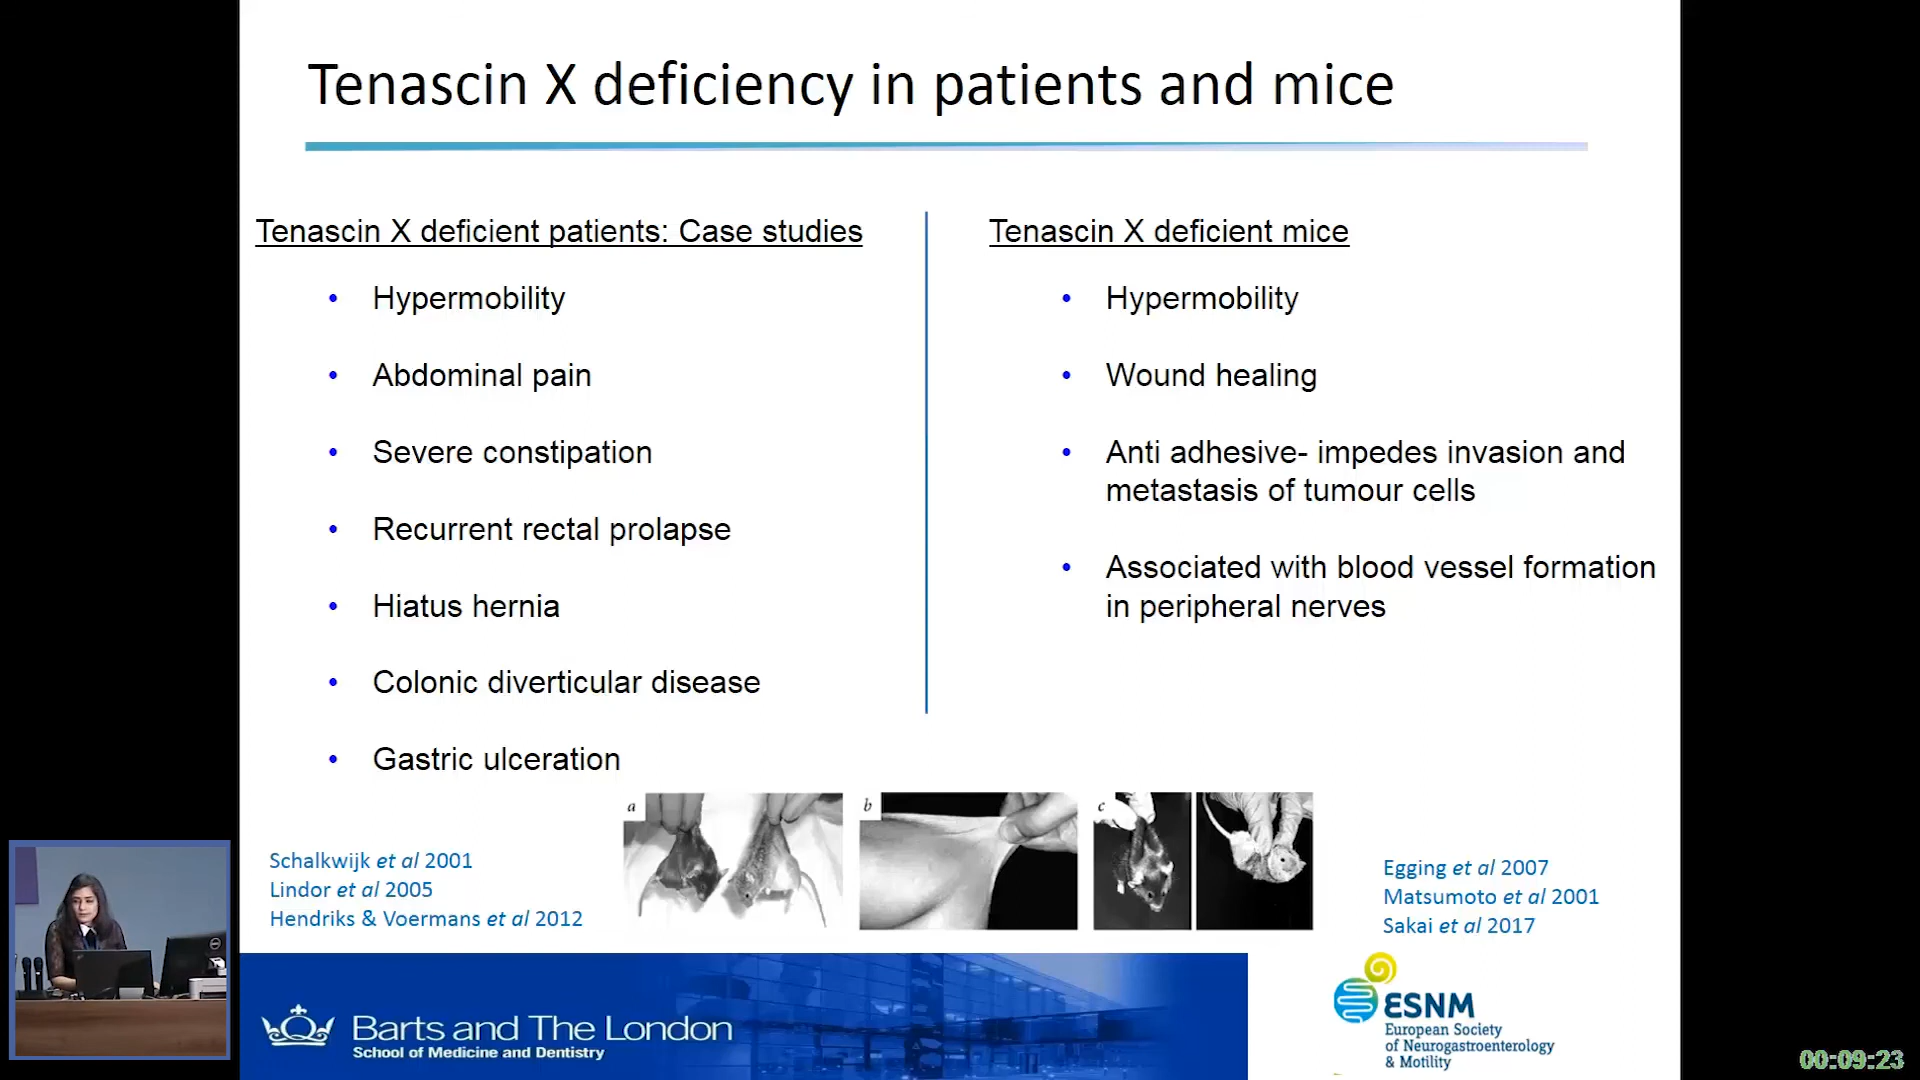 Tenascin X deficiency in patients and mice
Tenascin X deficient patients: Case studies
• Hypermobility
• Abdominal pain
• Severe constipation
• Recurrent rectal prolapse
• Hiatus hernia
• Colonic diverticular disease
• Gastric ulceration
Tenascin X deficient mice
• Hypermobility
• Wound healing
• Anti adhesive- impedes invasion and
metastasis of tumour cells
• Associated with blood vessel formation
in peripheral nerves
a
b
c
Schalkwijk et al 2001
Lindor et al 2005
Hendriks & Voermans et al 2012
Egging et al 2007
Matsumoto et al 2001
Sakai et al 2017
Barts and The London
School of Medicine and Dentistry
ESNM
European Society
of Neurogastroenterology
& Motility
00:09:23